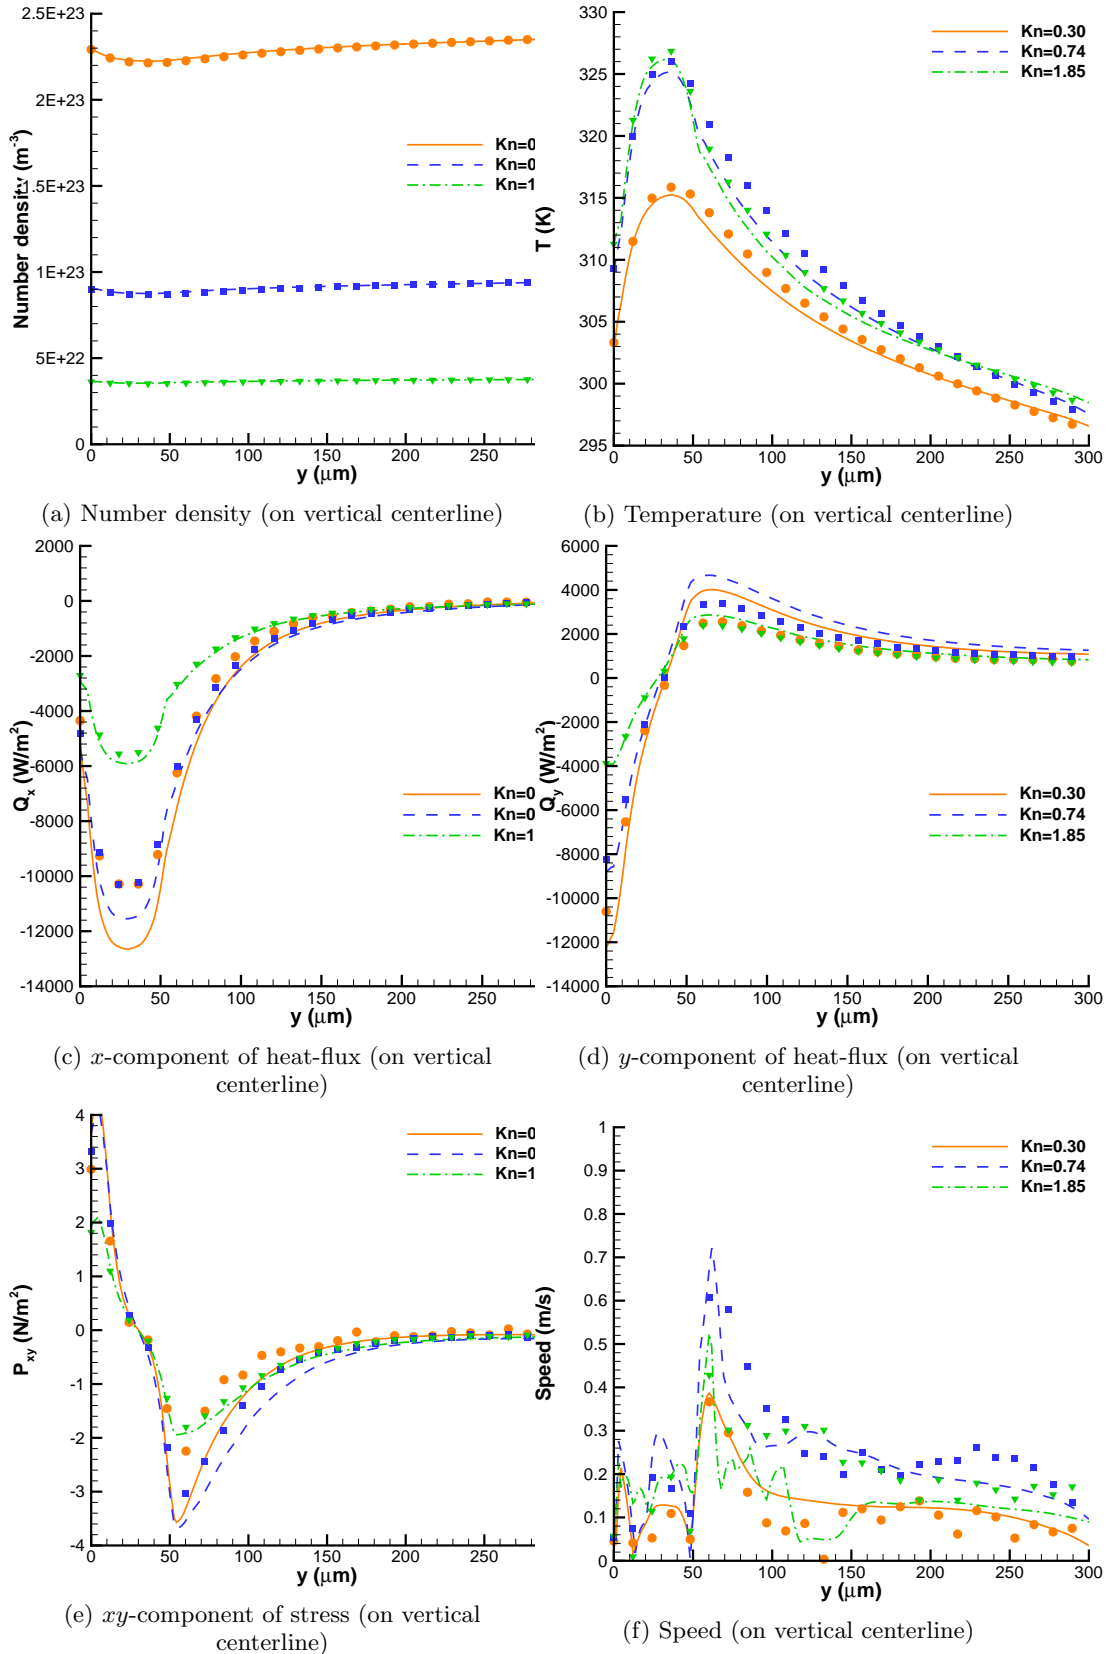 2.5E+23
2E+23
1.5E+23
1E+23
5E+22
0
0 50 100 150 200 250
Number density (m-3)
y (μm)
Kn=0
Kn=0
Kn=1
(a) Number density (on vertical centerline)
330
325
320
315
310
305
300
295
0 50 100 150 200 250 300
T (K)
y (μm)
Kn=0.30
Kn=0.74
Kn=1.85
(b) Temperature (on vertical centerline)
2000
0
-2000
-4000
-6000
-8000
-10000
-12000
-14000
0 50 100 150 200 250
Qx (W/m2)
y (μm)
Kn=0
Kn=0
Kn=1
(c) x-component of heat-flux (on vertical
centerline)
6000
4000
2000
0
-2000
-4000
-6000
-8000
-10000
-12000
-14000
0 50 100 150 200 250 300
Qy (W/m2)
y (μm)
Kn=0.30
Kn=0.74
Kn=1.85
(d) y-component of heat-flux (on vertical
centerline)
4
3
2
1
0
-1
-2
-3
-4
0 50 100 150 200 250
Pxy (N/m2)
y (μm)
Kn=0
Kn=0
Kn=1
(e) xy-component of stress (on vertical
centerline)
1
0.9
0.8
0.7
0.6
0.5
0.4
0.3
0.2
0.1
0
0 50 100 150 200 250 300
Speed (m/s)
y (μm)
Kn=0.30
Kn=0.74
Kn=1.85
(f) Speed (on vertical centerline)